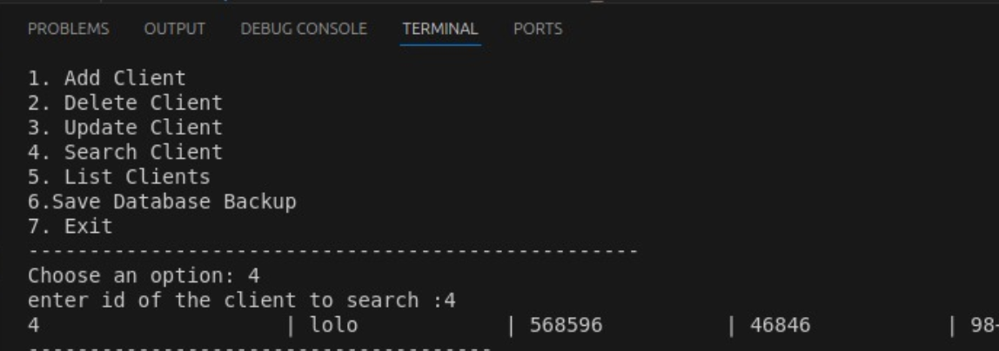 PROBLEMS OUTPUT DEBUG CONSOLE TERMINAL PORTS
1. Add Client
2. Delete Client
3. Update Client
4. Search Client
5. List Clients
6.Save Database Backup
7. Exit
--------------------------------------------------
Choose an option: 4
enter id of the client to search :4
4 | lolo | 568596 | 46846 | 98-
--------------------------------------